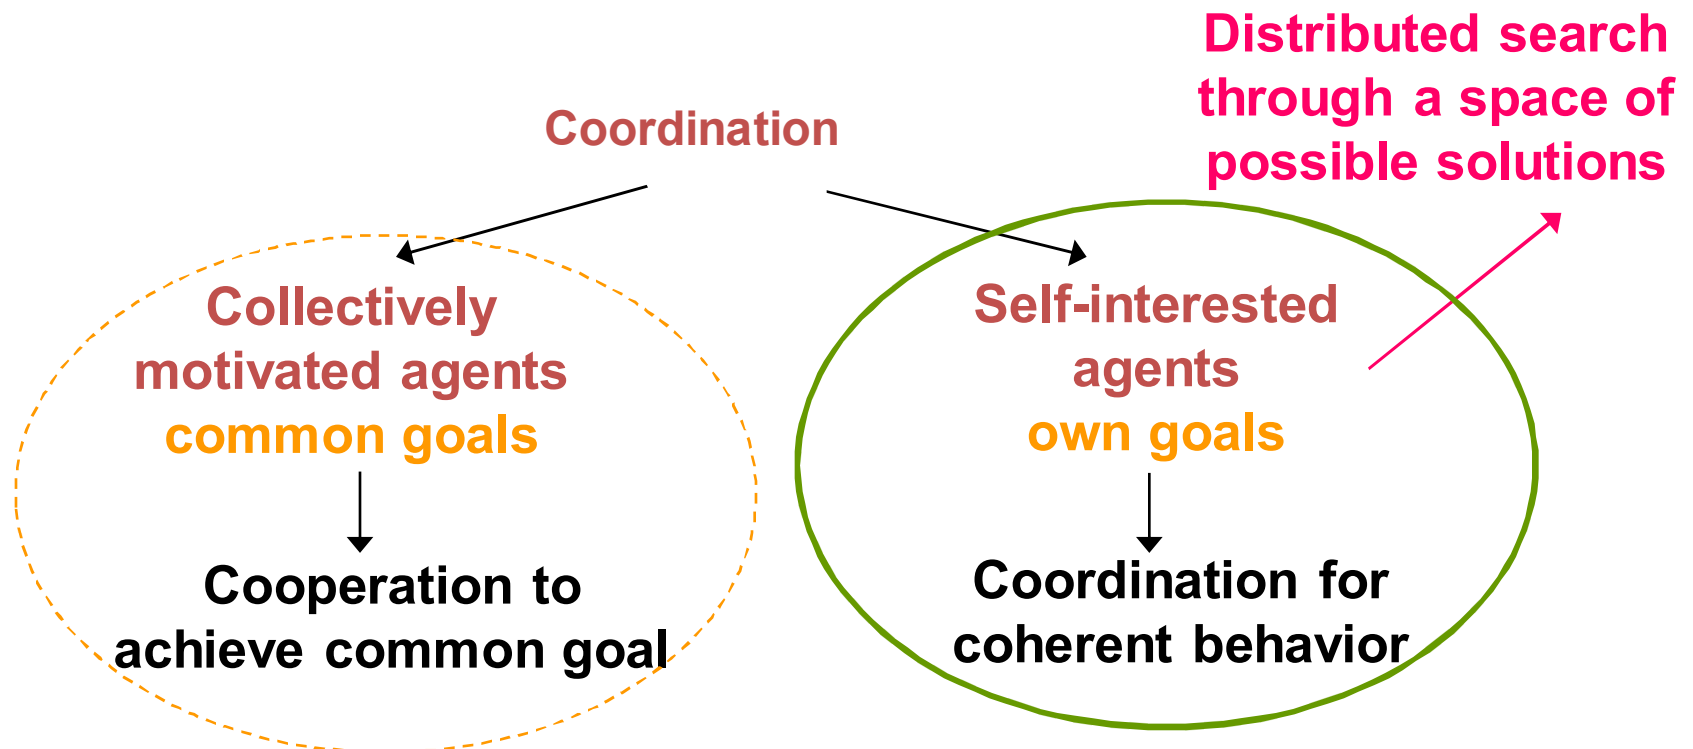 Distributed search
through a space of
possible solutions
Coordination
Collectively
motivated agents
common goals
Cooperation to
achieve common goal
Self-interested
agents
own goals
Coordination for
coherent behavior